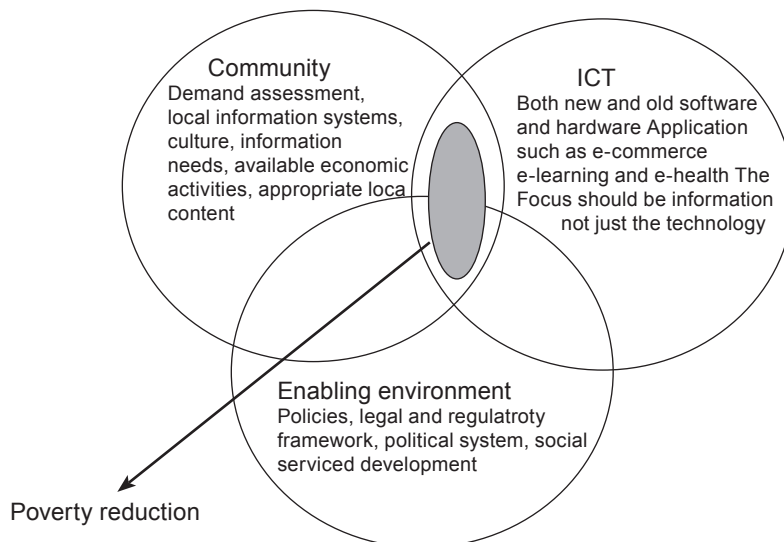 Community
Demand assessment,
local information systems,
culture, information
needs, available economic
activities, appropriate loca
content
ICT
Both new and old software
and hardware Application
such as e-commerce
e-learning and e-health The
Focus should be information
not just the technology
Enabling environment
Policies, legal and regulatroty
framework, political system, social
serviced development
Poverty reduction